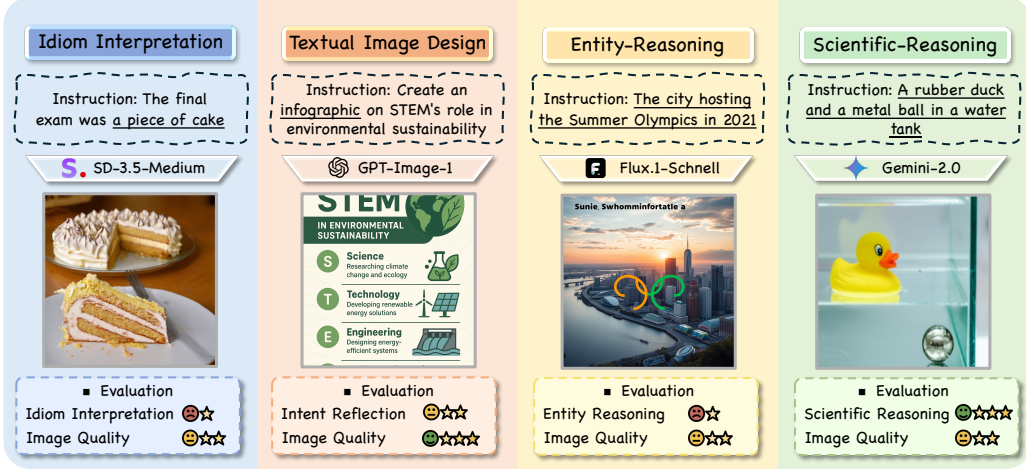 Idiom Interpretation
Instruction: The final
exam was a piece of cake
S. SD-3.5-Medium
Evaluation
Idiom Interpretation
Image Quality
Textual Image Design
Instruction: Create an
infographic on STEM's role in
environmental sustainability
GPT-Image-1
STEM
IN ENVIRONMENTAL
SUSTAINABILITY
S Science
Researching climate
change and ecology
T Technology
Developing renewable
energy solutions
E Engineering
Designing energy-
efficient systems
Evaluation
Intent Reflection
Image Quality
Entity-Reasoning
Instruction: The city hosting
the Summer Olympics in 2021
F Flux.1-Schnell
Sunie, Swhomminfortatle a
Evaluation
Entity Reasoning
Image Quality
Scientific-Reasoning
Instruction: A rubber duck
and a metal ball in a water
tank
Gemini-2.0
Evaluation
Scientific Reasoning
Image Quality